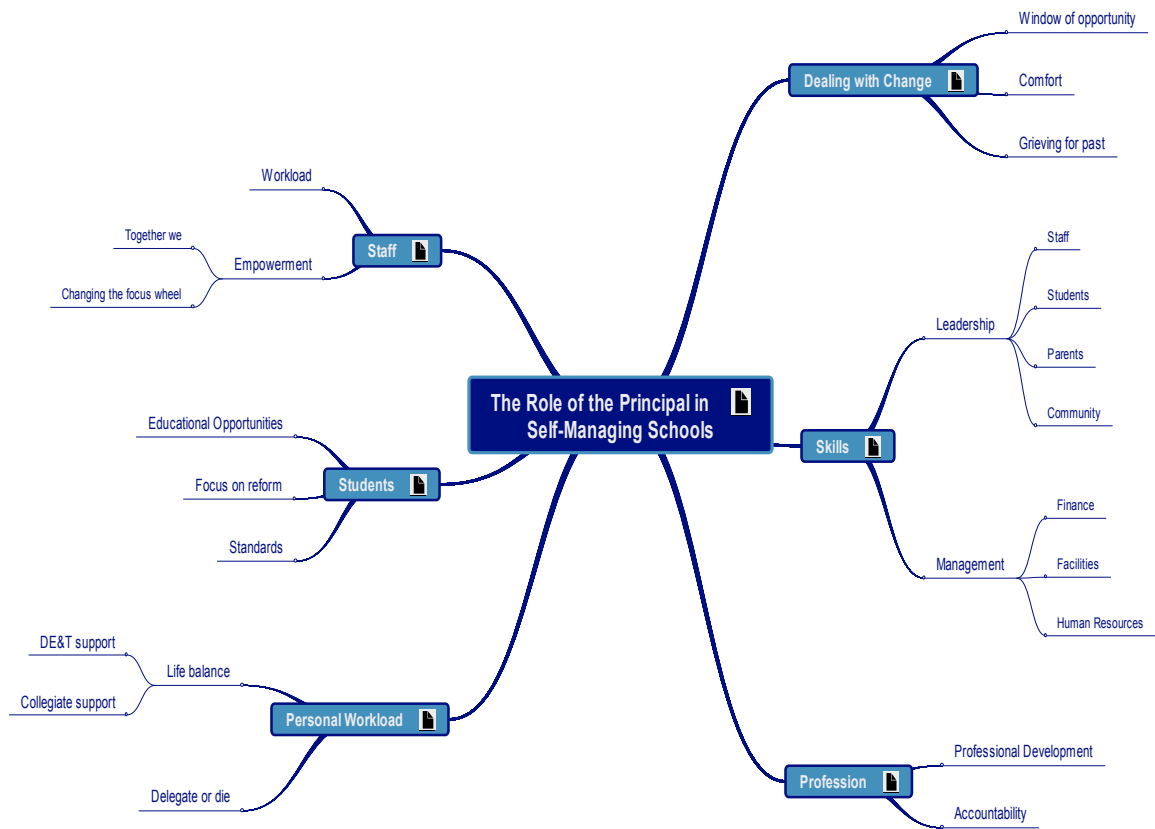 The Role of the Principal in
Self-Managing Schools
Dealing with Change
Window of opportunity
Comfort
Grieving for past
Skills
Leadership
Staff
Students
Parents
Community
Management
Finance
Facilities
Human Resources
Profession
Professional Development
Accountability
Personal Workload
Life balance
DE&T support
Collegiate support
Delegate or die
Students
Educational Opportunities
Focus on reform
Standards
Staff
Workload
Empowerment
Together we
Changing the focus wheel